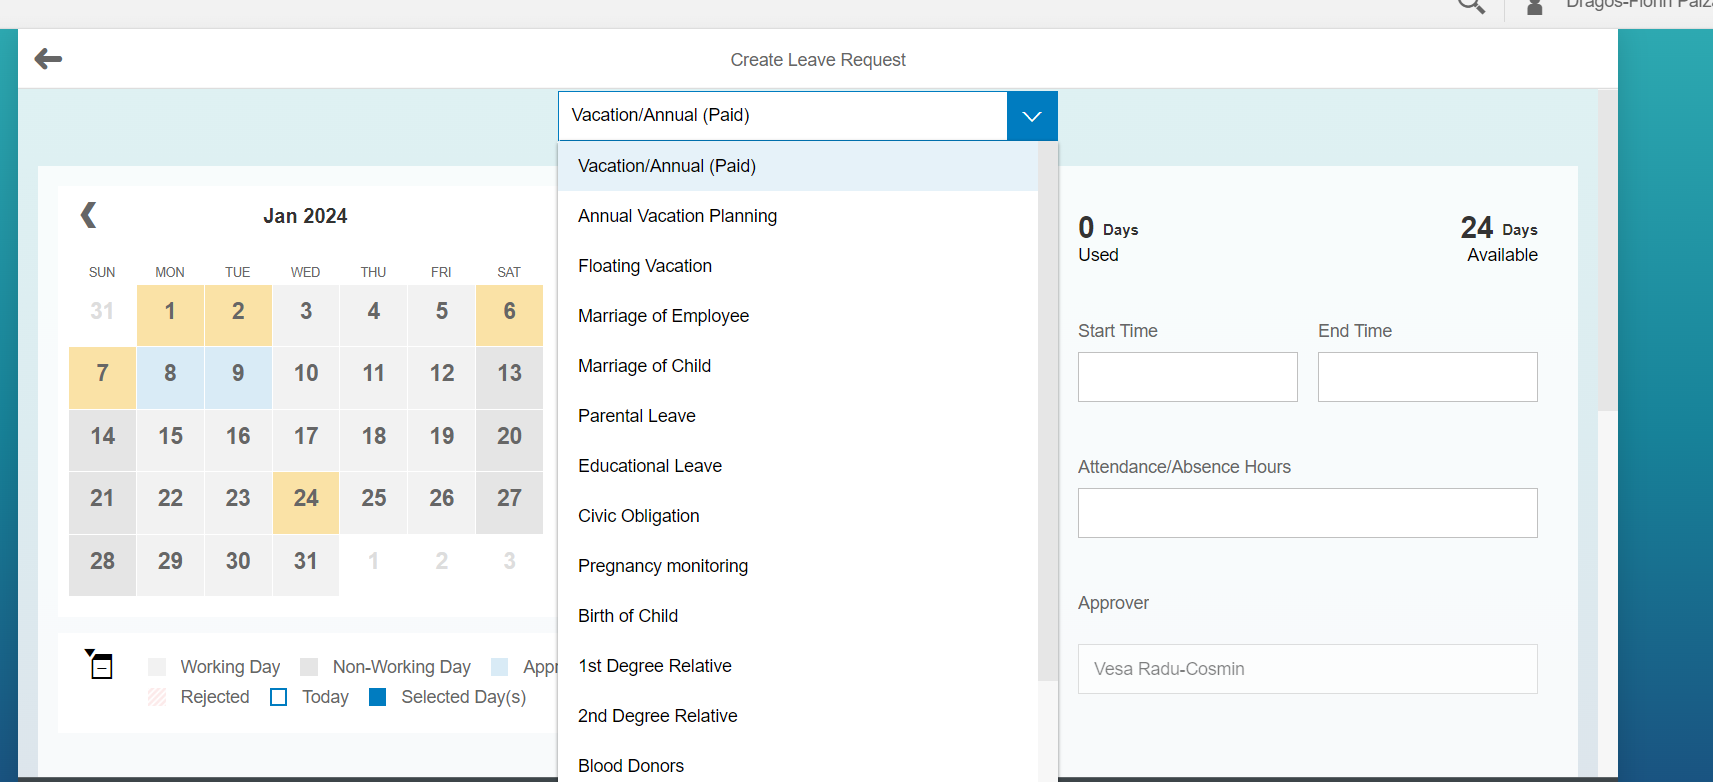 Dragos-Florin
Create Leave Request
Vacation/Annual (Paid)
Vacation/Annual (Paid)
Annual Vacation Planning
Floating Vacation
Marriage of Employee
Marriage of Child
Parental Leave
Educational Leave
Civic Obligation
Pregnancy monitoring
Birth of Child
1st Degree Relative
2nd Degree Relative
Blood Donors
Jan 2024
SUN MON TUE WED THU FRI SAT
31 1 2 3 4 5 6
7 8 9 10 11 12 13
14 15 16 17 18 19 20
21 22 23 24 25 26 27
28 29 30 31 1 2 3
Working Day Non-Working Day Appr
Rejected Today Selected Day(s)
0 Days 24 Days
Used Available
Start Time End Time
Attendance/Absence Hours
Approver
Vesa Radu-Cosmin